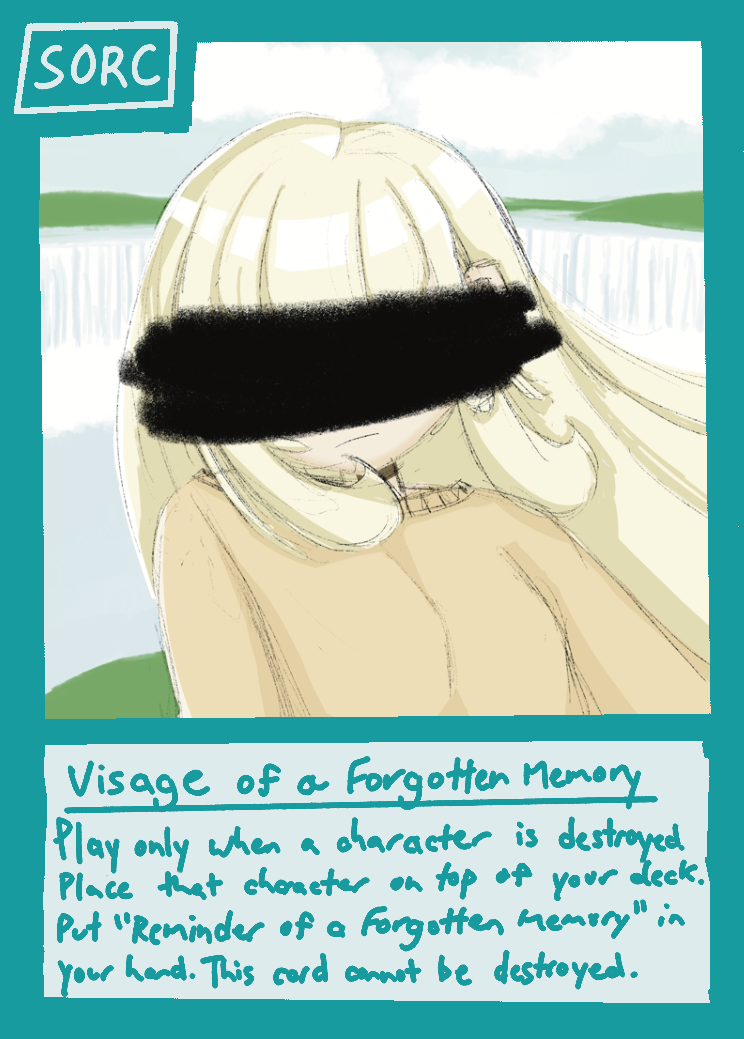 SORC
Visage of a Forgotten Memory
Play only when a character is destroyed
Place that character on top of your deck.
Put "Reminder of a Forgotten Memory" in
your hand. This card cannot be destroyed.